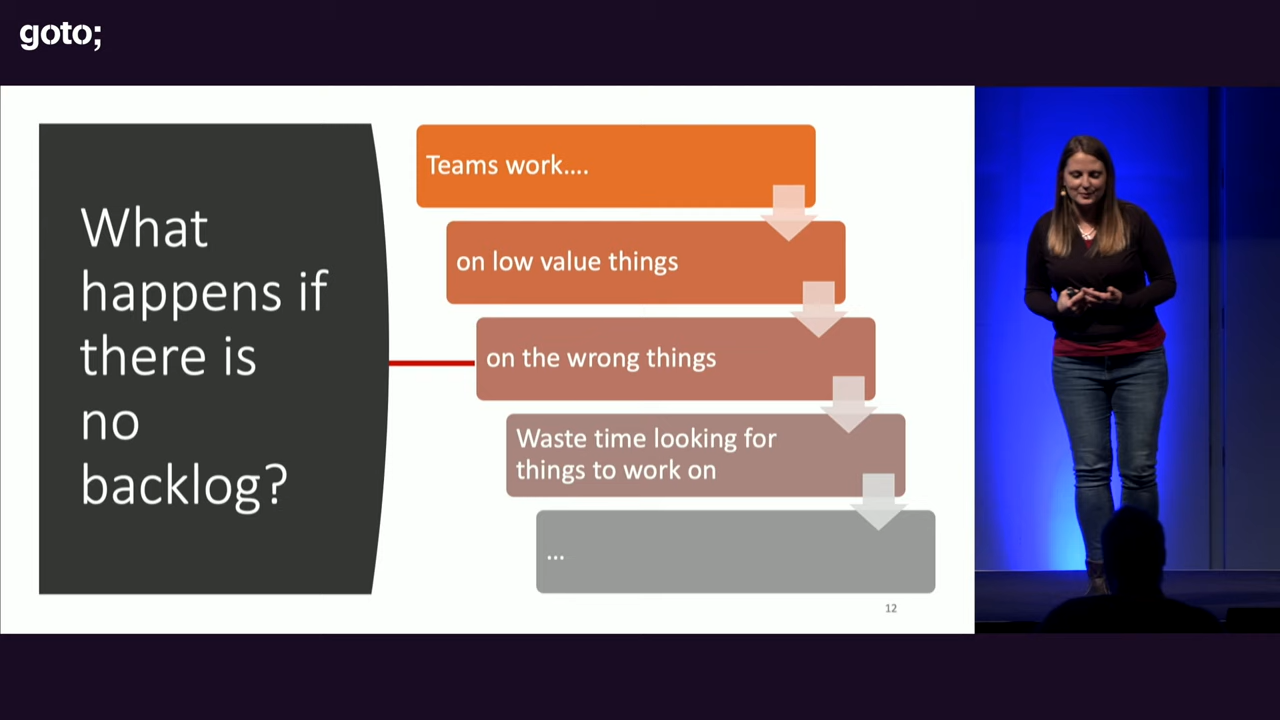 goto;
What
happens if
there is
no
backlog?
Teams work....
on low value things
on the wrong things
Waste time looking for
things to work on
...
12